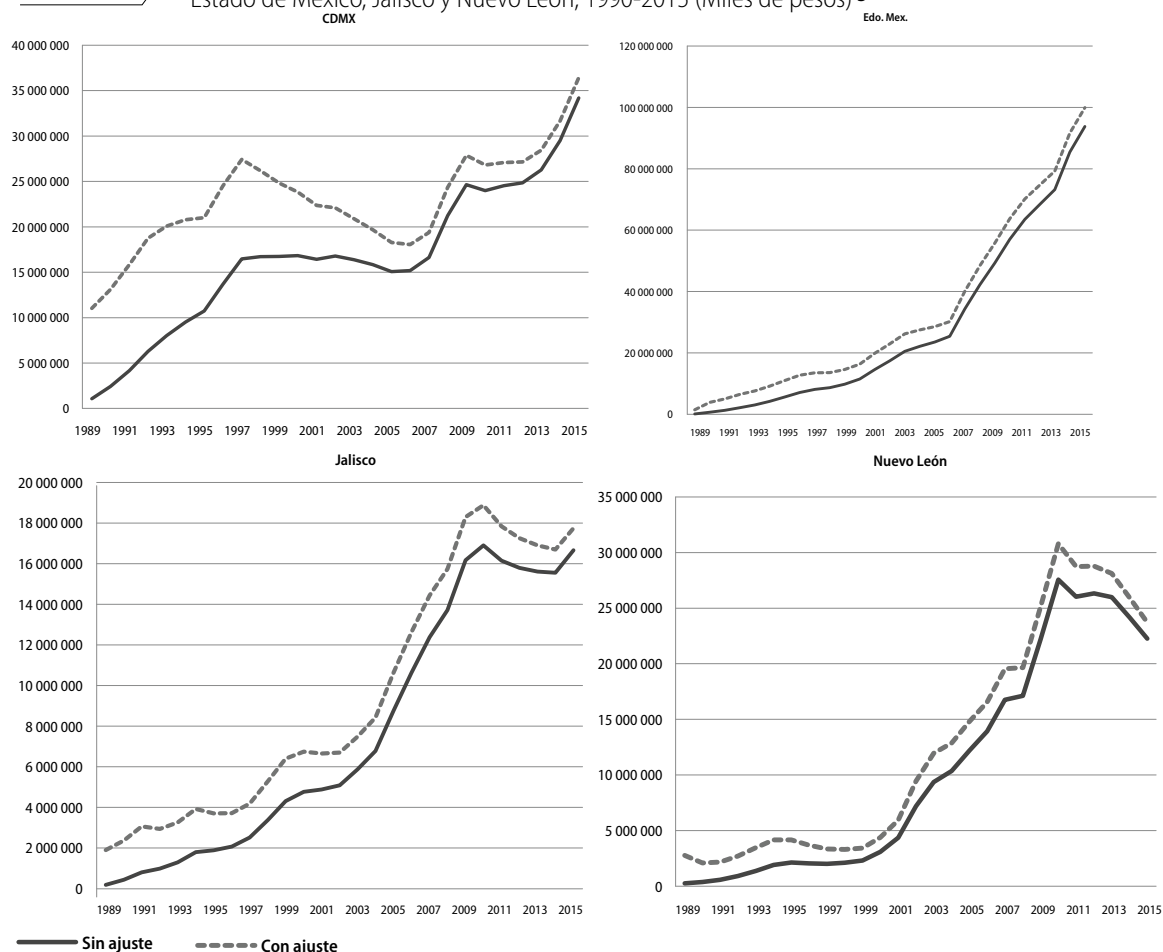 Estado de México, Jalisco y Nuevo León, 1990-2015 (Miles de pesos)
CDMX
40 000 000
35 000 000
30 000 000
25 000 000
20 000 000
15 000 000
10 000 000
5 000 000
0
1989 1991 1993 1995 1997 1999 2001 2003 2005 2007 2009 2011 2013 2015
Edo. Mex.
120 000 000
100 000 000
80 000 000
60 000 000
40 000 000
20 000 000
0
1989 1991 1993 1995 1997 1999 2001 2003 2005 2007 2009 2011 2013 2015
Jalisco
20 000 000
18 000 000
16 000 000
14 000 000
12 000 000
10 000 000
8 000 000
6 000 000
4 000 000
2 000 000
0
1989 1991 1993 1995 1997 1999 2001 2003 2005 2007 2009 2011 2013 2015
Nuevo León
35 000 000
30 000 000
25 000 000
20 000 000
15 000 000
10 000 000
5 000 000
0
1989 1991 1993 1995 1997 1999 2001 2003 2005 2007 2009 2011 2013 2015
Sin ajuste Con ajuste